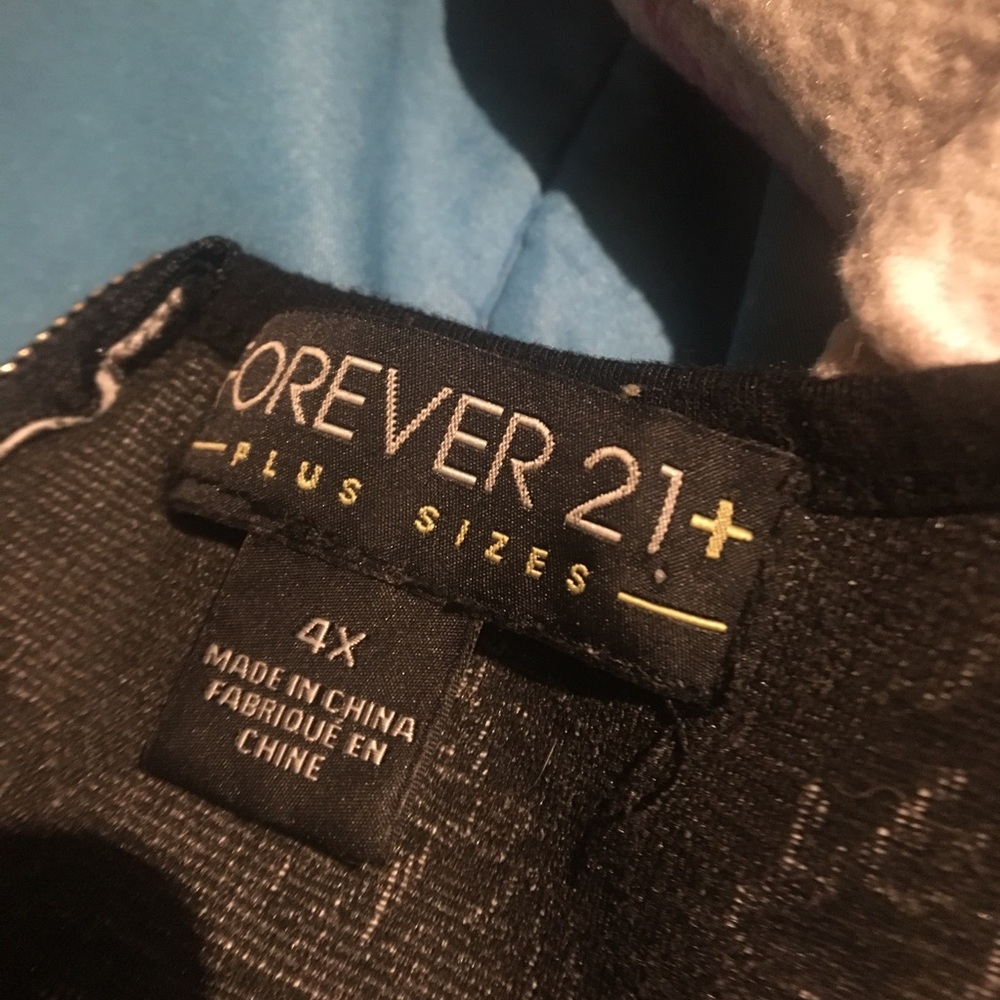 FOREVER 21+
PLUS SIZES
4X
MADE IN CHINA
FABRIQUE EN
CHINE